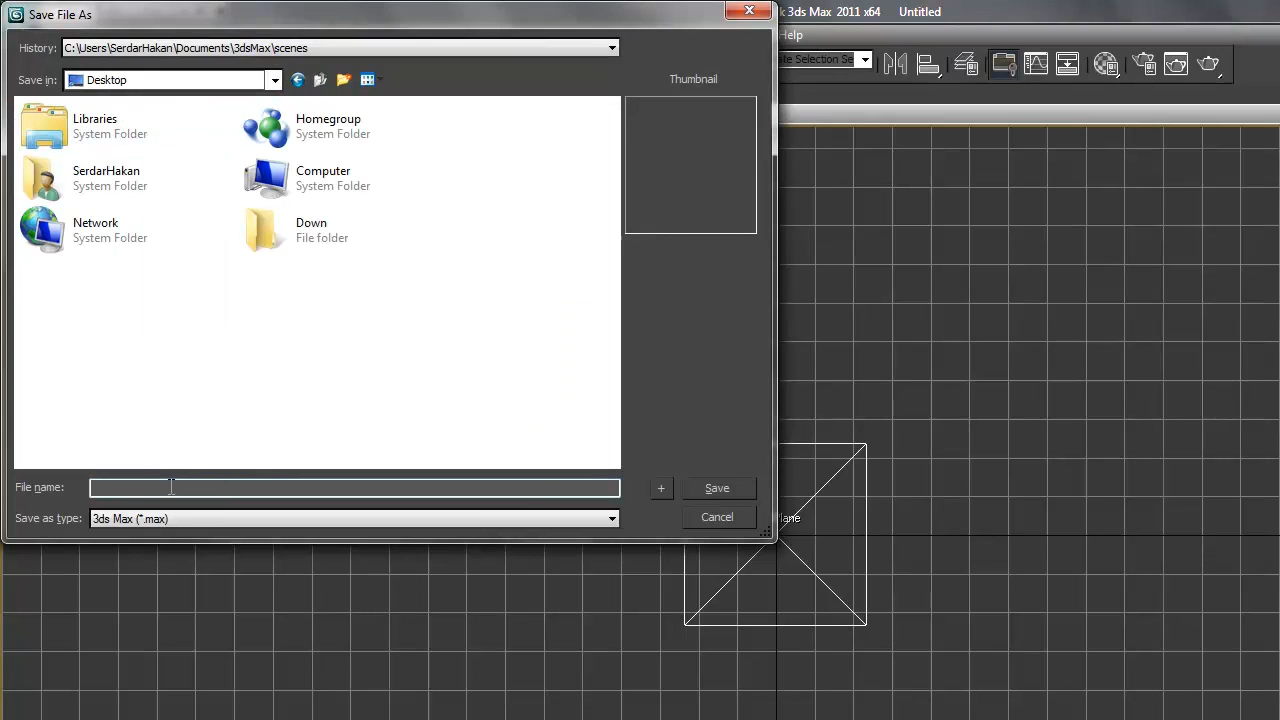 Save File As
k 3ds Max 2011 x64 Untitled
History: C:\Users\SerdarHakan\Documents\3dsMax\scenes
Help
Save in: Desktop
Thumbnail
ate Selection Se
Libraries
System Folder
Homegroup
System Folder
SerdarHakan
System Folder
Computer
System Folder
Network
System Folder
Down
File folder
File name:
+ Save
Save as type: 3ds Max (*.max)
Cancel
lane